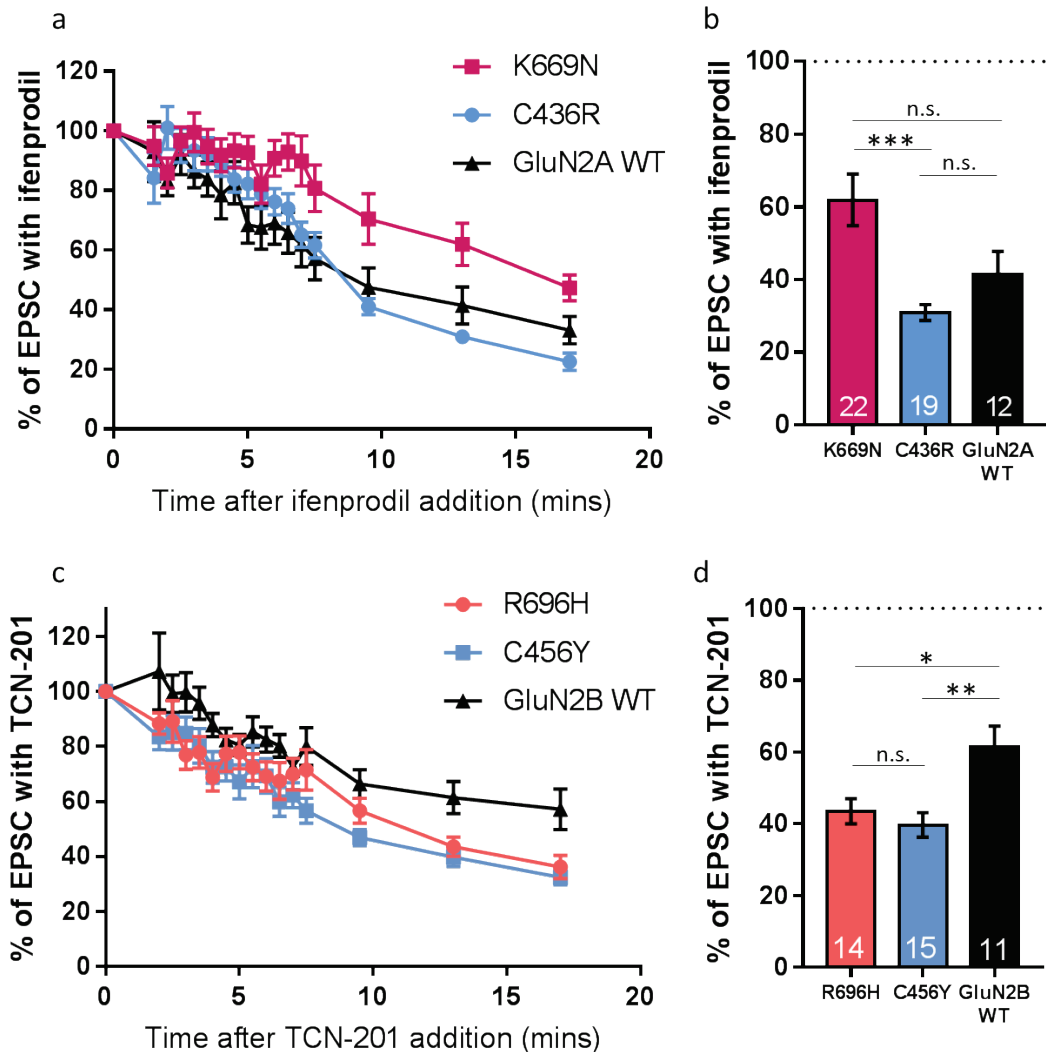 a
% of EPSC with ifenprodil
120
100
80
60
40
20
0
0
5
10
15
20
Time after ifenprodil addition (mins)
K669N
C436R
GluN2A WT
b
% of EPSC with ifenprodil
100
80
60
40
20
0
n.s.
***
n.s.
22
19
12
K669N
C436R
GluN2A
WT
c
% of EPSC with TCN-201
120
100
80
60
40
20
0
0
5
10
15
20
Time after TCN-201 addition (mins)
R696H
C456Y
GluN2B WT
d
% of EPSC with TCN-201
100
80
60
40
20
0
*
**
n.s.
14
15
11
R696H
C456Y
GluN2B
WT